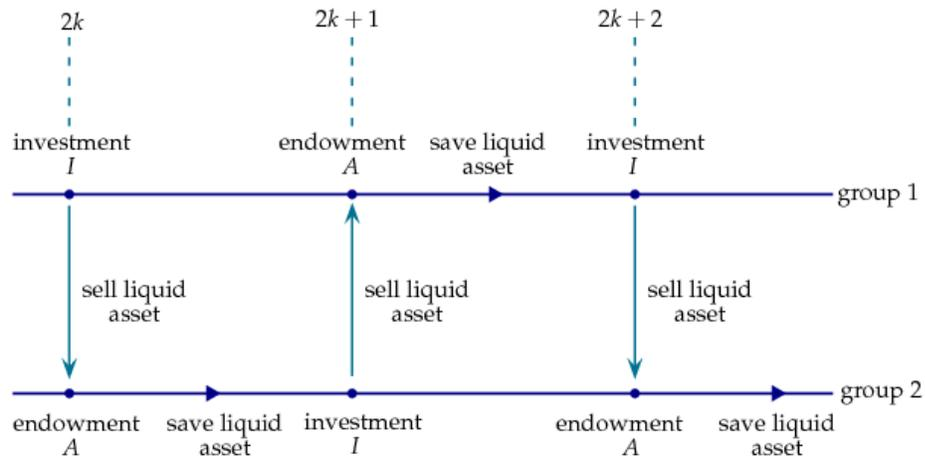 2k 2k + 1 2k + 2
investment endowment save liquid investment
I A asset I
group 1
sell liquid sell liquid sell liquid
asset asset asset
group 2
endowment save liquid investment endowment save liquid
A asset I A asset